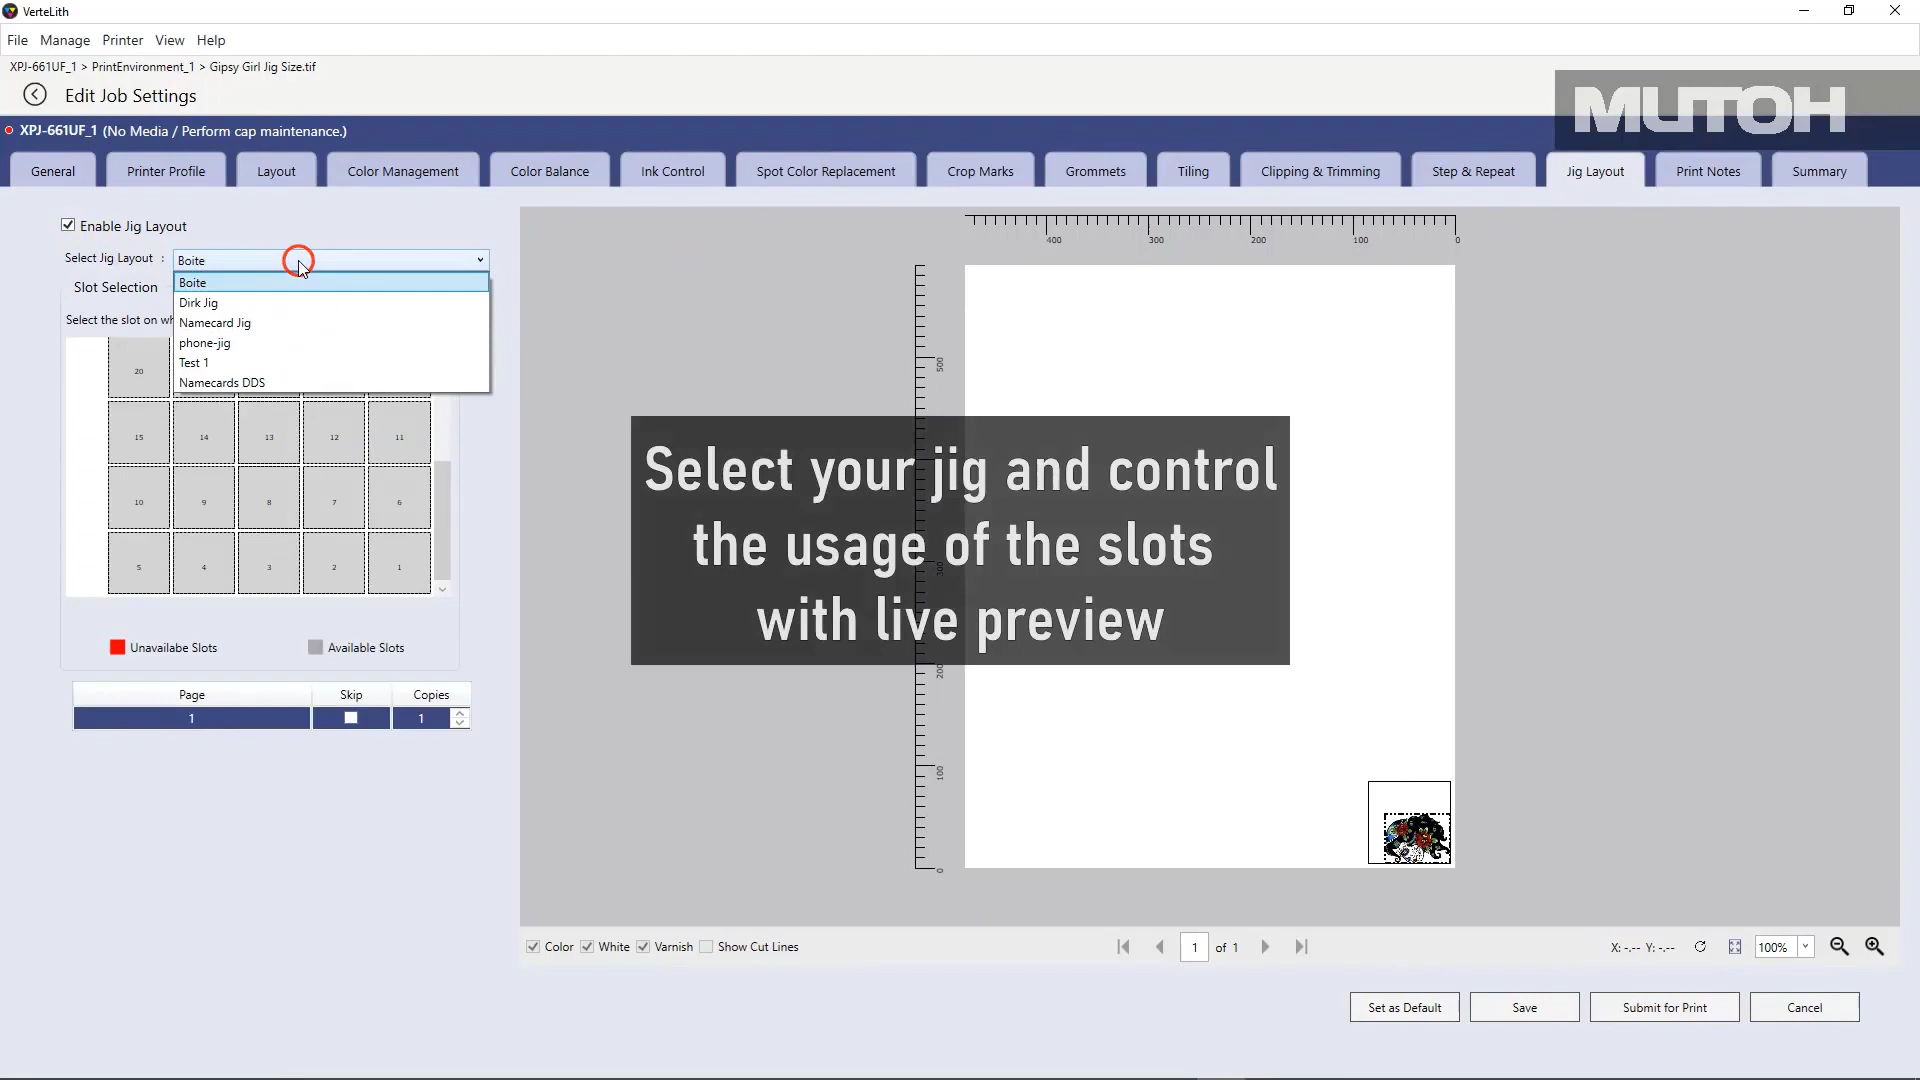 VerteLith
File Manage Printer View Help
XPJ-661UF_1 > PrintEnvironment_1 > Gipsy Girl Jig Size.tif
Edit Job Settings
MUTOH
XPJ-661UF_1 (No Media / Perform cap maintenance.)
General Printer Profile Layout Color Management Color Balance Ink Control Spot Color Replacement Crop Marks Grommets Tiling Clipping & Trimming Step & Repeat Jig Layout Print Notes Summary
Enable Jig Layout
Select Jig Layout : Boite
Boite
Dirk Jig
Namecard Jig
phone-jig
Test 1
Namecards DDS
Slot Selection
Select the slot on wh
20
15 14 13 12 11
10 9 8 7 6
5 4 3 2 1
Unavailabe Slots Available Slots
Page Skip Copies
1 1
400 300 200 100 0
500
300
200
100
0
Select your jig and control
the usage of the slots
with live preview
Color White Varnish Show Cut Lines
1 of 1
X: -.-- Y: -.--
100%
Set as Default Save Submit for Print Cancel